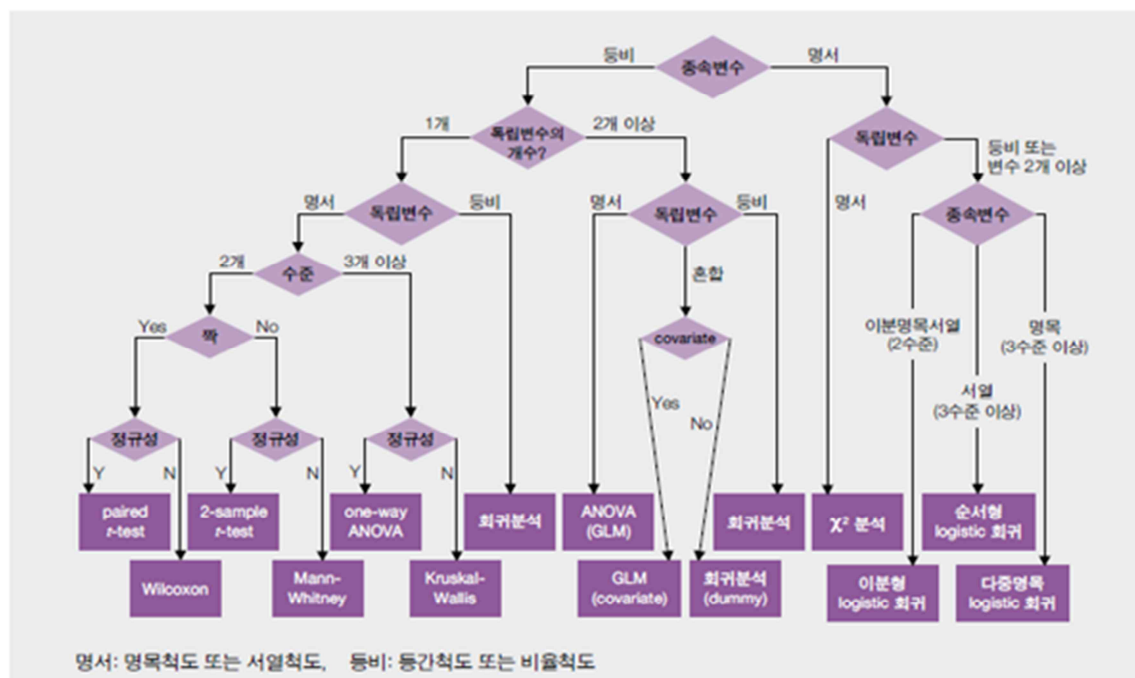 등비
종속변수
명서
1개
독립변수의
개수?
2개 이상
독립변수
등비 또는
변수 2개 이상
명서
독립변수
등비
명서
독립변수
등비
명서
종속변수
2개
수준
3개 이상
혼합
Yes
짝
No
covariate
이분명목서열
(2수준)
명목
(3수준 이상)
서열
(3수준 이상)
Yes
No
정규성
정규성
정규성
Y
N
Y
N
Y
N
paired
r-test
2-sample
r-test
one-way
ANOVA
회귀분석
ANOVA
(GLM)
회귀분석
χ² 분석
순서형
logistic 회귀
Wilcoxon
Mann-
Whitney
Kruskal-
Wallis
GLM
(covariate)
회귀분석
(dummy)
이분형
logistic 회귀
다중명목
logistic 회귀
명서: 명목척도 또는 서열척도, 등비: 등간척도 또는 비율척도